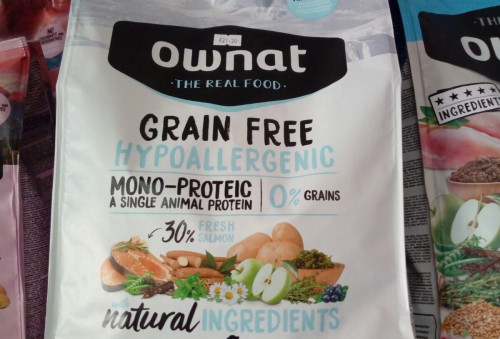 ownat
·THE REAL FOOD·
GRAIN FREE
HYPOALLERGENIC
MONO-PROTEIC
A SINGLE ANIMAL PROTEIN
0% GRAINS
30% FRESH
SALMON
natural INGREDIENTS
INGREDIENT